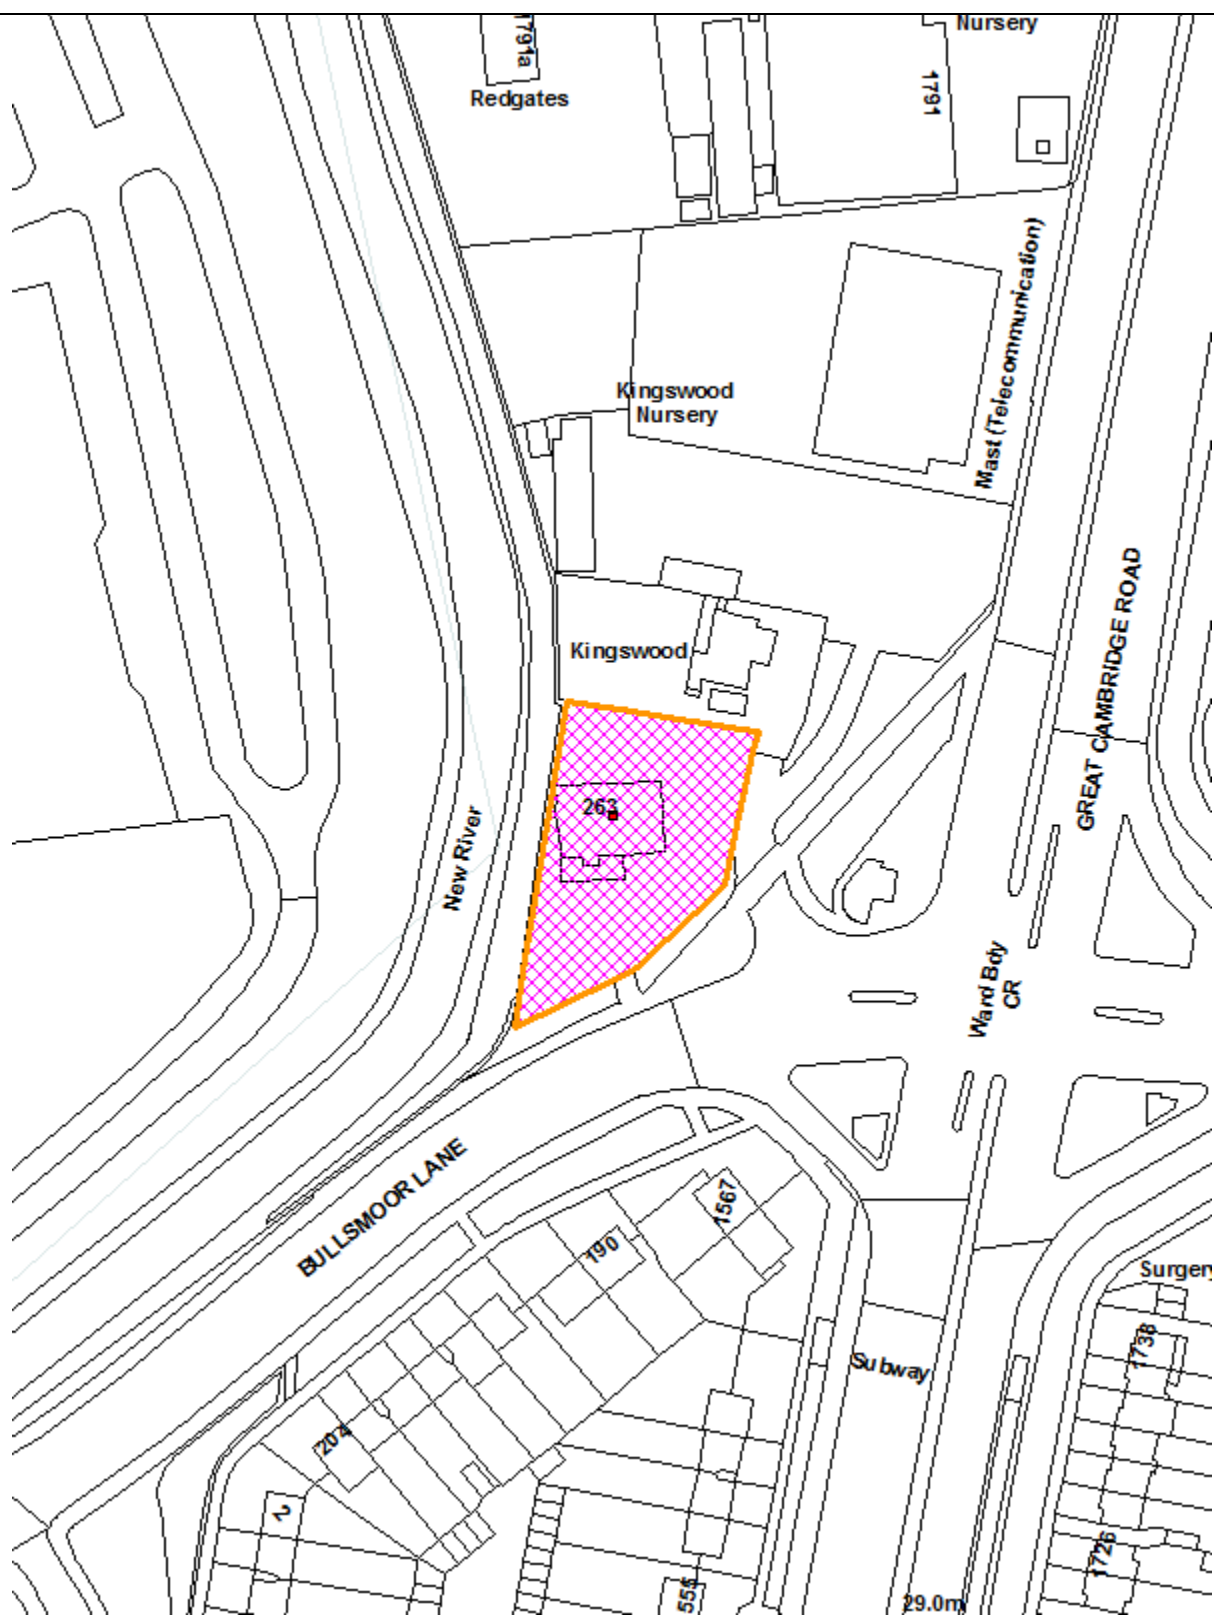 Nursery
1791a
Redgates
1791
Mast (Telecommunication)
Kingswood
Nursery
GREAT CAMBRIDGE ROAD
Kingswood
263
New River
Ward Bdy
CR
BULLSMOOR LANE
1567
190
Surgery
1738
Subway
204
2
1726
555
29.0m